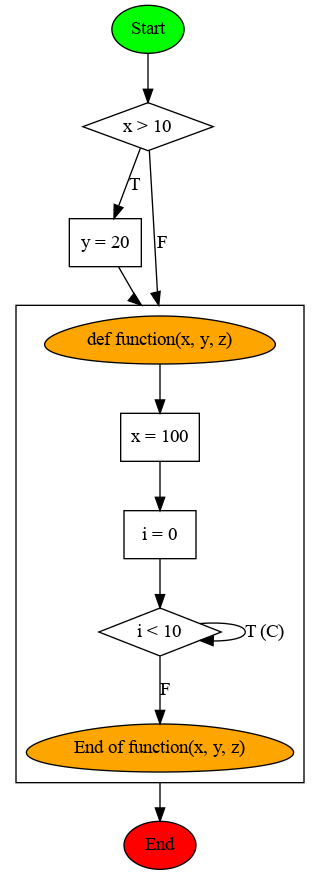 Start
x > 10
T
y = 20
F
def function(x, y, z)
x = 100
i = 0
i < 10
T (C)
F
End of function(x, y, z)
End